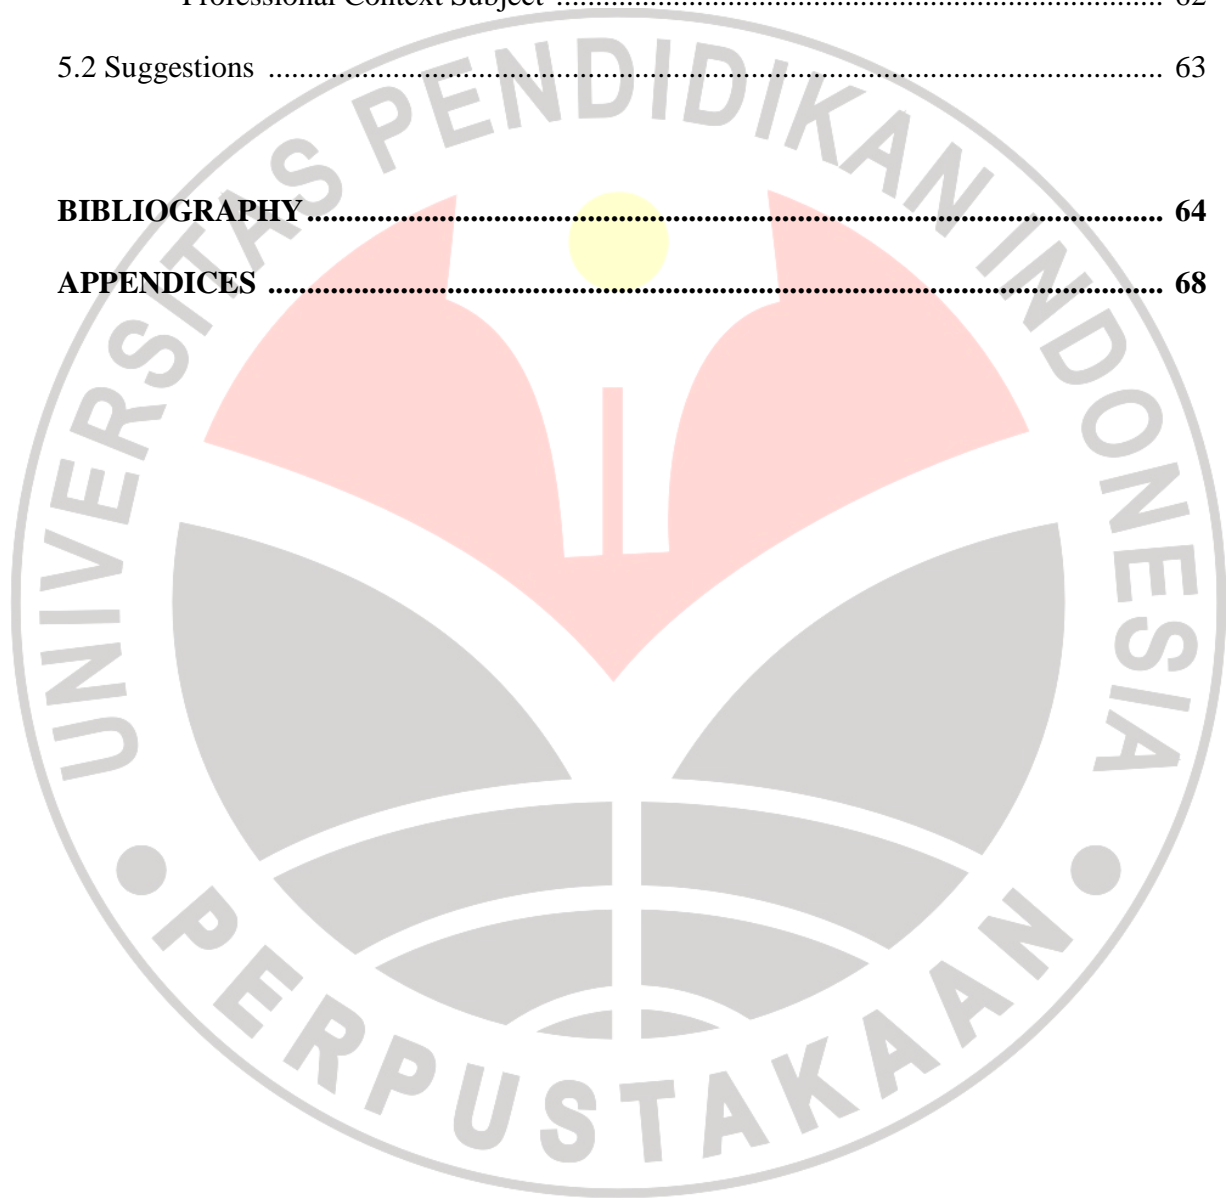 Professional Context Subject ................................................................................ 62
5.2 Suggestions ................................................................................ 63
BIBLIOGRAPHY ................................................................................ 64
APPENDICES ................................................................................ 68
UNIVERSITAS PENDIDIKAN INDONESIA
PERPUSTAKAAN